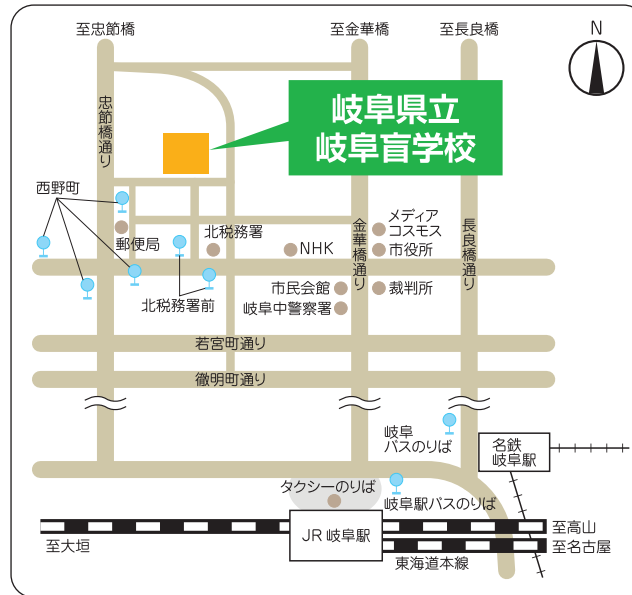 至忠節橋
至金華橋
至長良橋
N
忠節橋通り
岐阜県立
岐阜盲学校
西野町
郵便局
北税務署
NHK
金華橋通り
メディア
コスモス
市役所
長良橋通り
北税務署前
市民会館
裁判所
岐阜中警察署
若宮町通り
徹明町通り
岐阜
バスのりば
名鉄
岐阜駅
タクシーのりば
岐阜駅バスのりば
JR岐阜駅
至高山
至大垣
至名古屋
東海道本線